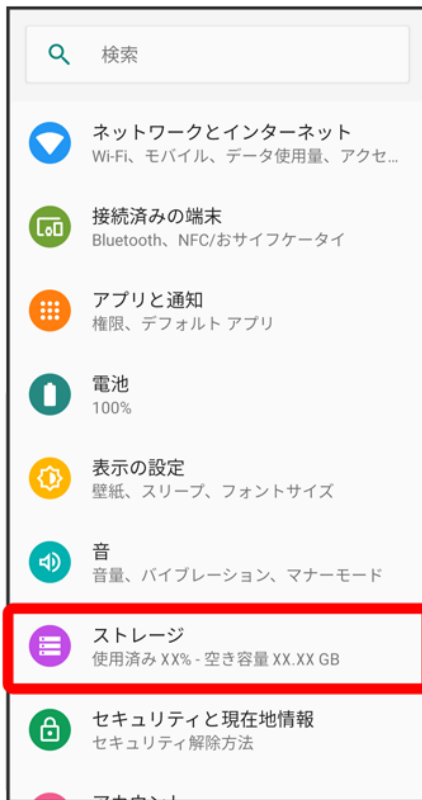 検索
ネットワークとインターネット
Wi-Fi、モバイル、データ使用量、アクセ...
接続済みの端末
Bluetooth、NFC/おサイフケータイ
アプリと通知
権限、デフォルト アプリ
電池
100%
表示の設定
壁紙、スリープ、フォントサイズ
音
音量、バイブレーション、マナーモード
ストレージ
使用済み XX% - 空き容量 XX.XX GB
セキュリティと現在地情報
セキュリティ解除方法